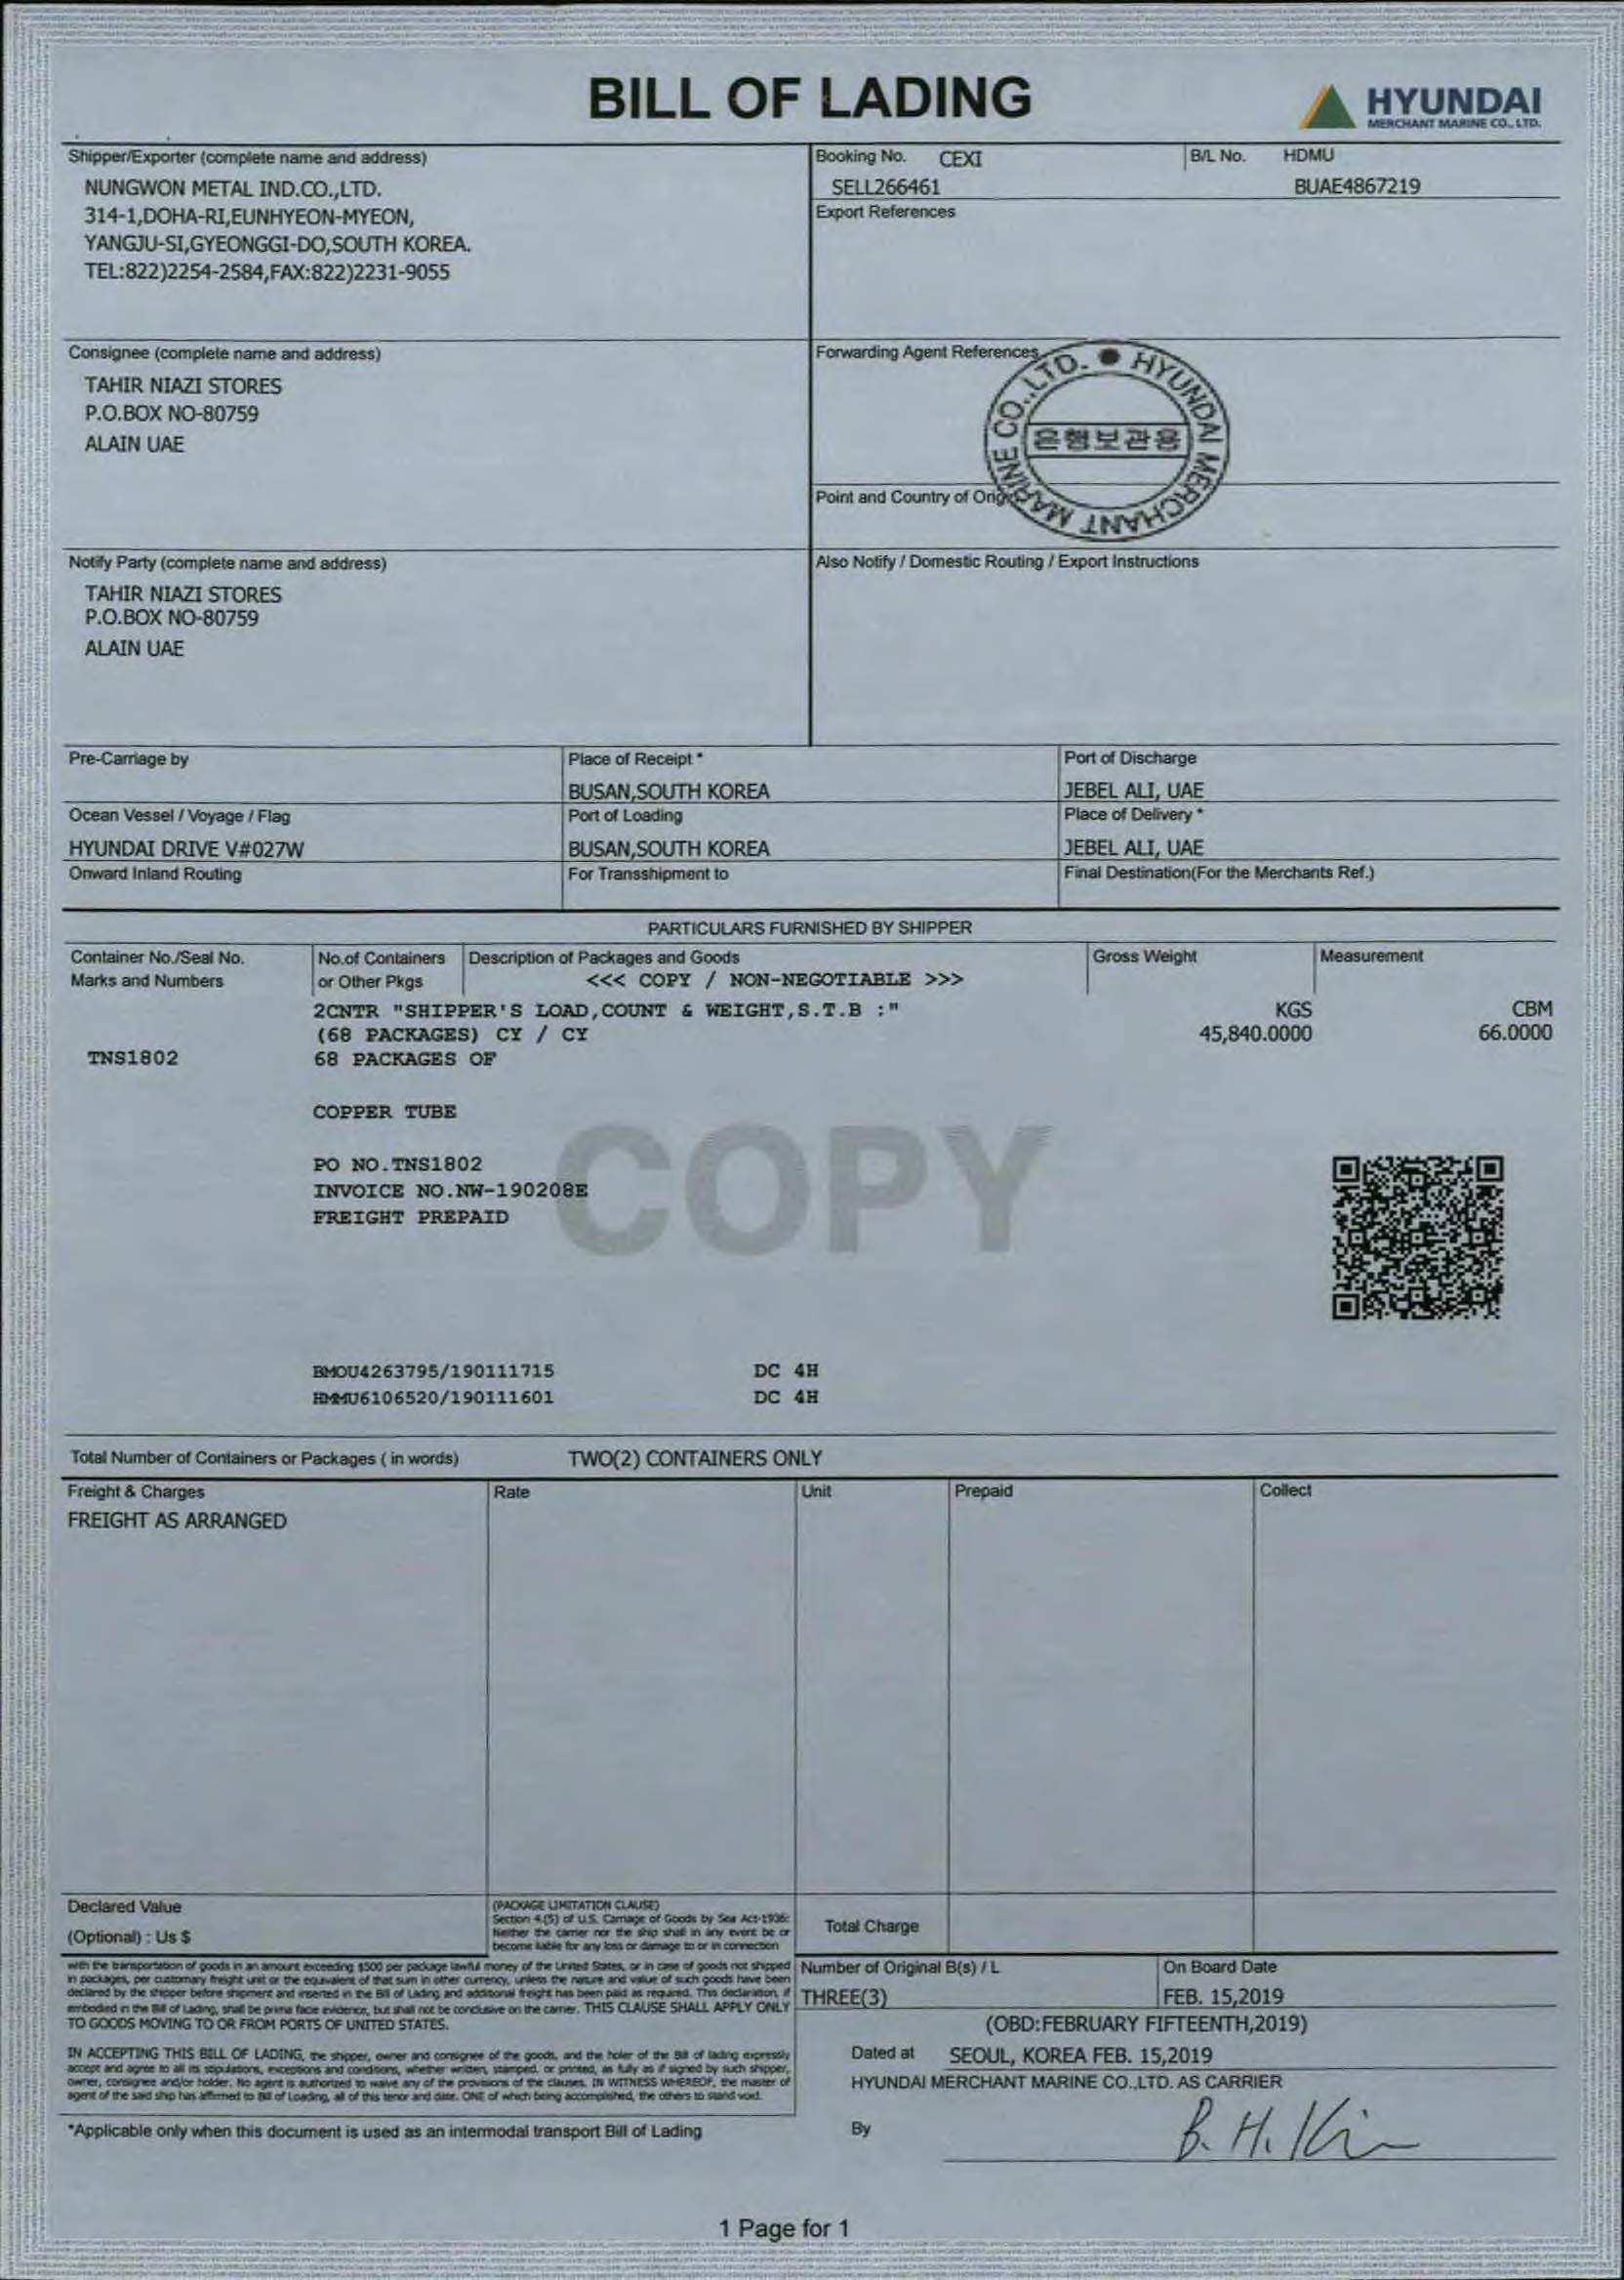 BILL OF LADING
HYUNDAI
MERCHANT MARINE CO., LTD.
Shipper/Exporter (complete name and address)
NUNGWON METAL IND.CO.,LTD.
314-1,DOHA-RI,EUNHYEON-MYEON,
YANGJU-SI,GYEONGGI-DO,SOUTH KOREA.
TEL:822)2254-2584,FAX:822)2231-9055
Booking No. CEXI
SELL266461
B/L No. HDMU
BUAE4867219
Export References
Consignee (complete name and address)
TAHIR NIAZI STORES
P.O.BOX NO-80759
ALAIN UAE
Forwarding Agent References
HYUNDAI MERCHANT MARINE CO.,LTD.
은행보관용
Point and Country of Orig
Notify Party (complete name and address)
TAHIR NIAZI STORES
P.O.BOX NO-80759
ALAIN UAE
Also Notify / Domestic Routing / Export Instructions
Pre-Carriage by
Place of Receipt *
BUSAN,SOUTH KOREA
Port of Discharge
JEBEL ALI, UAE
Ocean Vessel / Voyage / Flag
HYUNDAI DRIVE V#027W
Port of Loading
BUSAN,SOUTH KOREA
Place of Delivery *
JEBEL ALI, UAE
Onward Inland Routing
For Transshipment to
Final Destination(For the Merchants Ref.)
PARTICULARS FURNISHED BY SHIPPER
Container No./Seal No.
Marks and Numbers
No.of Containers
or Other Pkgs
Description of Packages and Goods
<<< COPY / NON-NEGOTIABLE >>>
Gross Weight
Measurement
2CNTR "SHIPPER'S LOAD,COUNT & WEIGHT,S.T.B :"
KGS
CBM
(68 PACKAGES) CY / CY
45,840.0000
66.0000
TNS1802
68 PACKAGES OF
COPPER TUBE
COPY
PO NO.TNS1802
INVOICE NO.NW-190208E
FREIGHT PREPAID
BMOU4263795/190111715 DC 4H
HMMU6106520/190111601 DC 4H
Total Number of Containers or Packages ( in words) TWO(2) CONTAINERS ONLY
Freight & Charges
Rate
Unit
Prepaid
Collect
FREIGHT AS ARRANGED
Declared Value
(Optional) : Us $
(PACKAGE LIMITATION CLAUSE)
Section 4.(5) of U.S. Carriage of Goods by Sea Act-1936:
Neither the carrier nor the ship shall in any event be or
become liable for any loss or damage to or in connection
Total Charge
with the transportation of goods in an amount exceeding $500 per package lawful money of the United States, or in case of goods not shipped
in packages, per customary freight unit or the equivalent of that sum in other currency, unless the nature and value of such goods have been
declared by the shipper before shipment and inserted in the Bill of Lading and additional freight has been paid as required. This declaration, if
embodied in the Bill of Lading, shall be prima facie evidence, but shall not be conclusive on the carrier. THIS CLAUSE SHALL APPLY ONLY
TO GOODS MOVING TO OR FROM PORTS OF UNITED STATES.
Number of Original B(s) / L
THREE(3)
On Board Date
FEB. 15,2019
(OBD:FEBRUARY FIFTEENTH,2019)
IN ACCEPTING THIS BILL OF LADING, the shipper, owner and consignee of the goods, and the holer of the Bill of lading expressly
accept and agree to all its stipulations, exceptions and conditions, whether written, stamped, or printed, as fully as if signed by such shipper,
owner, consignee and/or holder. No agent is authorized to waive any of the provisions of the clauses. IN WITNESS WHEREOF, the master of
agent of the said ship has affirmed to Bill of Loading, all of this tenor and date. ONE of which being accomplished, the others to stand void.
Dated at SEOUL, KOREA FEB. 15,2019
HYUNDAI MERCHANT MARINE CO.,LTD. AS CARRIER
*Applicable only when this document is used as an intermodal transport Bill of Lading
By B. H. Kim
1 Page for 1